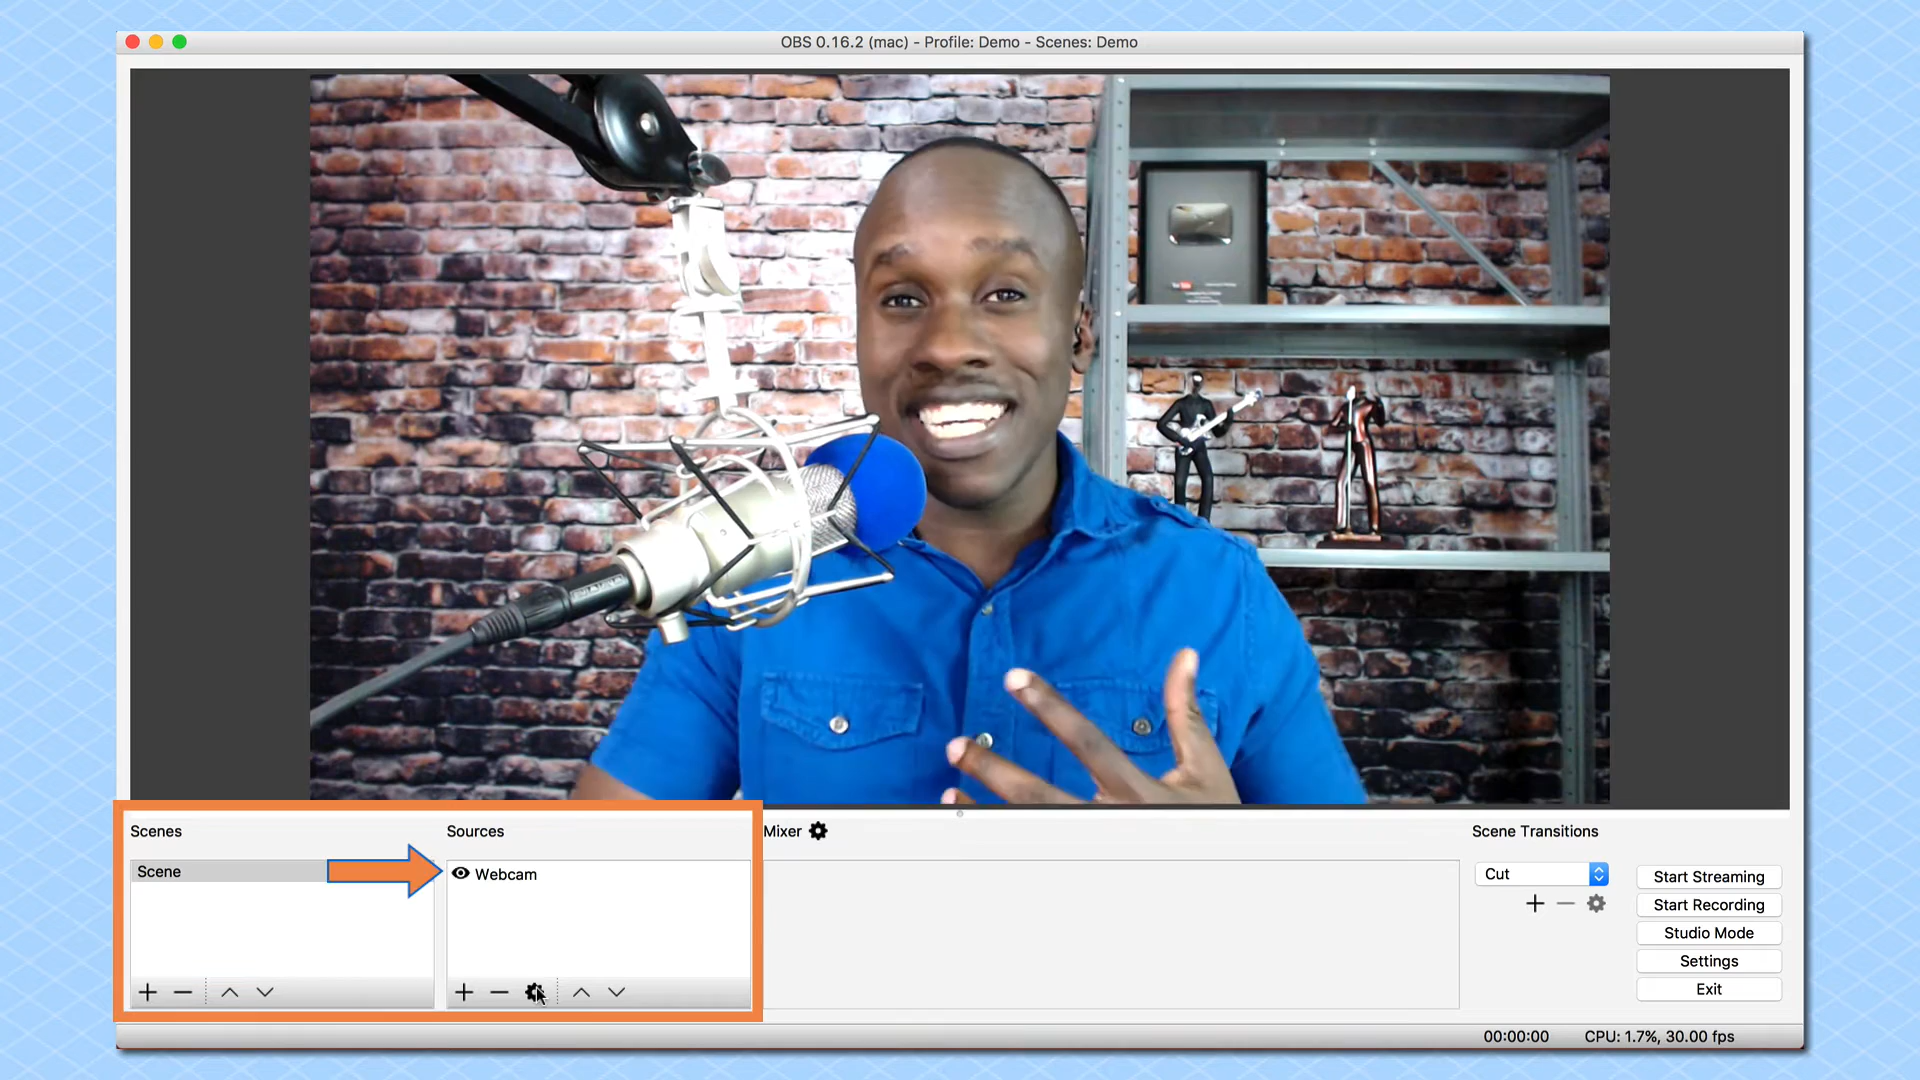 OBS 0.16.2 (mac) - Profile: Demo - Scenes: Demo
Scenes
Sources
Mixer
Scene Transitions
Scene
Webcam
Cut
Start Streaming
Start Recording
Studio Mode
Settings
Exit
00:00:00
CPU: 1.7%, 30.00 fps